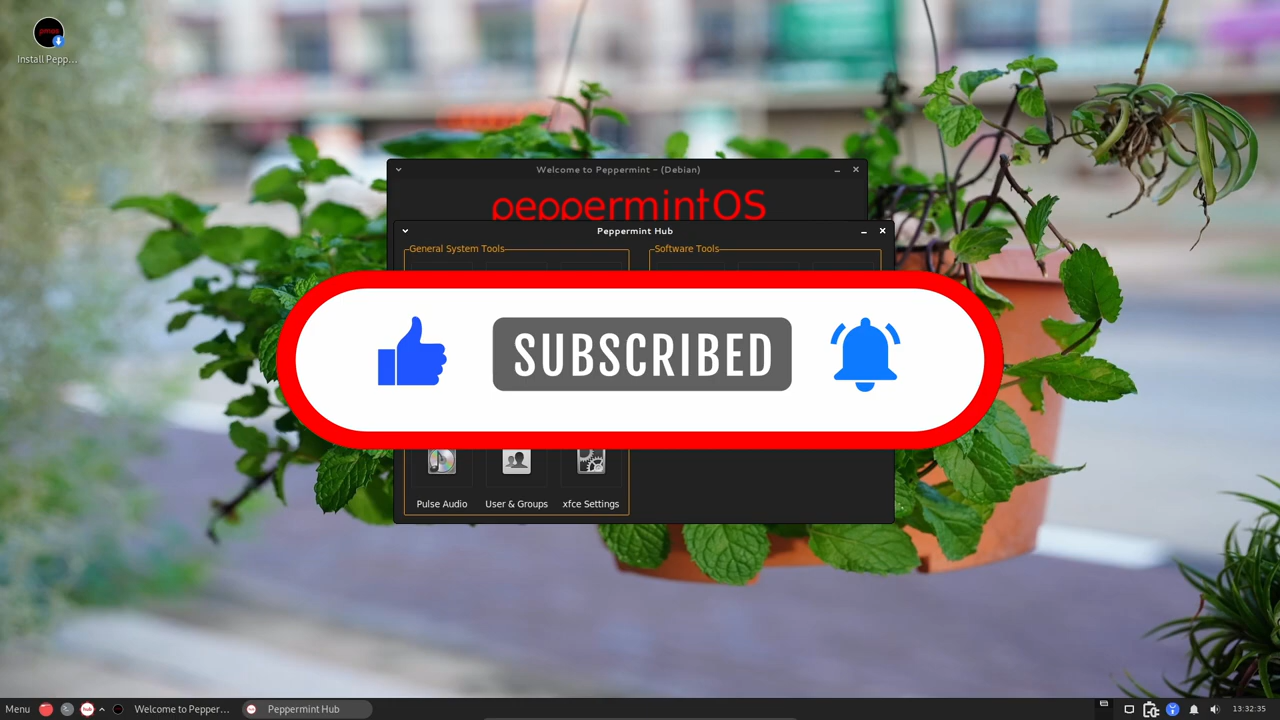 Install Pepp...
Welcome to Peppermint - (Debian)
peppermintOS
Peppermint Hub
General System Tools
Software Tools
SUBSCRIBED
Pulse Audio
User & Groups
xfce Settings
Menu
Welcome to Pepper...
Peppermint Hub
13:32:35